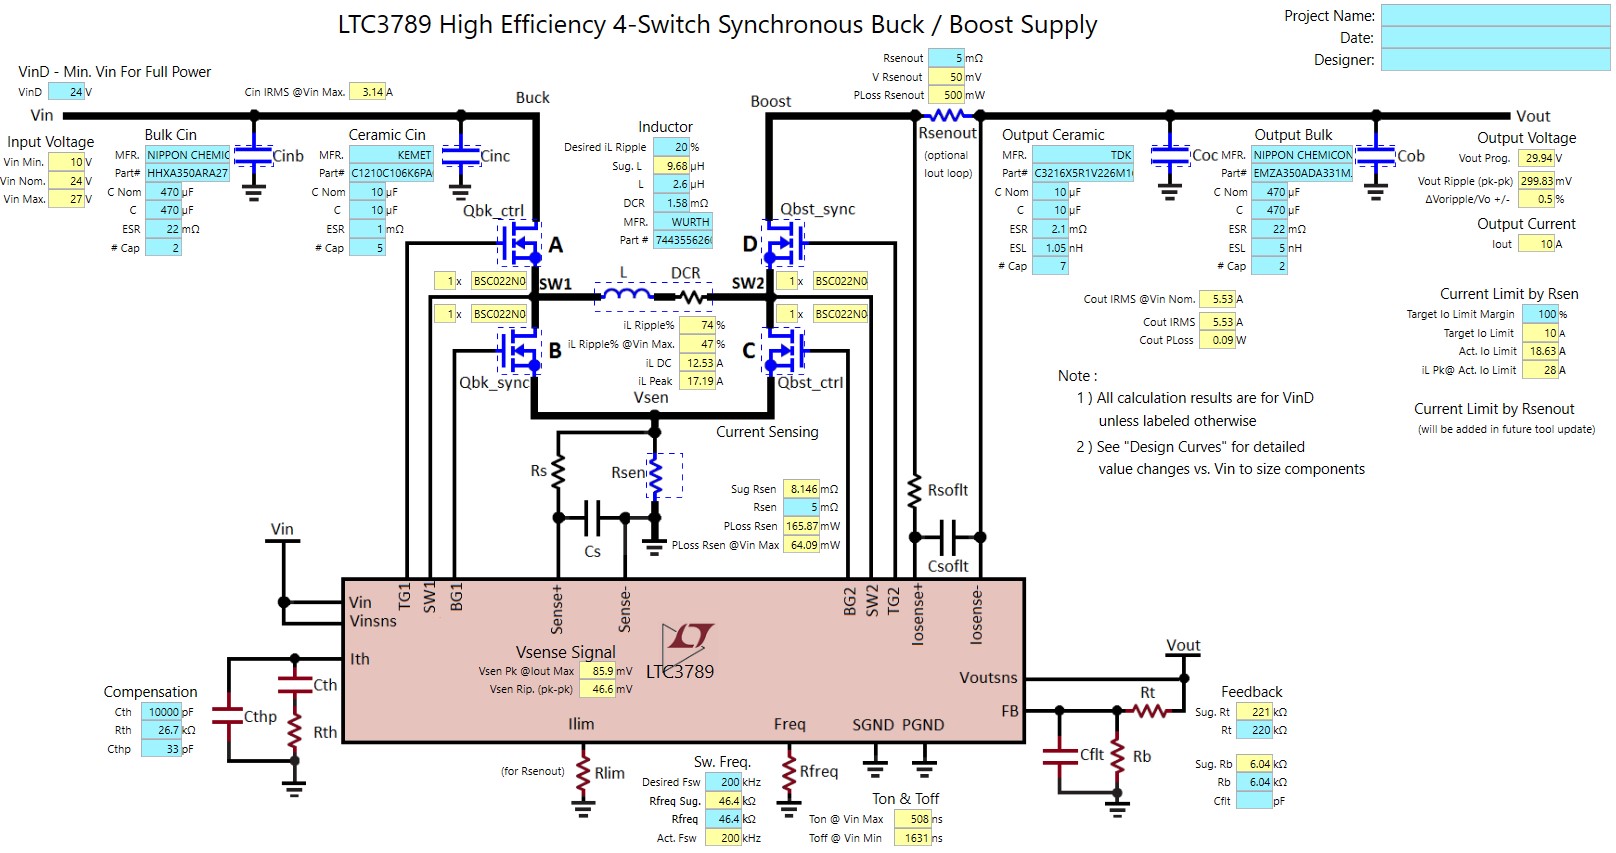 LTC3789 High Efficiency 4-Switch Synchronous Buck / Boost Supply
Project Name:
Date:
Designer:
VinD - Min. Vin For Full Power
VinD 24 V
Cin IRMS @Vin Max. 3.14 A
Rsenout 5 mΩ
V Rsenout 50 mV
PLoss Rsenout 500 mW
Vin
Buck
Boost
Vout
Rsenout
(optional
Iout loop)
Input Voltage
Vin Min. 10 V
Vin Nom. 24 V
Vin Max. 27 V
Bulk Cin
MFR. NIPPON CHEMIC
Part# HHXA350ARA27
C Nom 470 µF
C 470 µF
ESR 22 mΩ
# Cap 2
Cinb
Ceramic Cin
MFR. KEMET
Part# C1210C106K6PA
C Nom 10 µF
C 10 µF
ESR 1 mΩ
# Cap 5
Cinc
Inductor
Desired iL Ripple 20 %
Sug. L 9.68 µH
L 2.6 µH
DCR 1.58 mΩ
MFR. WURTH
Part # 744355626
Output Ceramic
MFR. TDK
Part# C3216X5R1V226M1
C Nom 10 µF
C 10 µF
ESR 2.1 mΩ
ESL 1.05 nH
# Cap 7
Coc
Output Bulk
MFR. NIPPON CHEMICON
Part# EMZA350ADA331M
C Nom 470 µF
C 470 µF
ESR 22 mΩ
ESL 5 nH
# Cap 2
Cob
Output Voltage
Vout Prog. 29.94 V
Vout Ripple (pk-pk) 299.83 mV
ΔVoripple/Vo +/- 0.5 %
Output Current
Iout 10 A
Qbk_ctrl
A
Qbst_sync
D
1 x BSC022N0
SW1
L
DCR
SW2
1 x BSC022N0
1 x BSC022N0
1 x BSC022N0
B
Qbk_sync
C
Qbst_ctrl
iL Ripple% 74 %
iL Ripple% @Vin Max. 47 %
iL DC 12.53 A
iL Peak 17.19 A
Vsen
Cout IRMS @Vin Nom. 5.53 A
Cout IRMS 5.53 A
Cout PLoss 0.09 W
Current Limit by Rsen
Target Io Limit Margin 100 %
Target Io Limit 10 A
Act. Io Limit 18.63 A
iL Pk@ Act. Io Limit 28 A
Note :
1 ) All calculation results are for VinD
unless labeled otherwise
2 ) See "Design Curves" for detailed
value changes vs. Vin to size components
Current Limit by Rsenout
(will be added in future tool update)
Current Sensing
Rs
Rsen
Cs
Sug Rsen 8.146 mΩ
Rsen 5 mΩ
PLoss Rsen 165.87 mW
PLoss Rsen @Vin Max 64.09 mW
Rsoflt
Csoflt
Vin
TG1
SW1
BG1
Sense+
Sense-
BG2
SW2
TG2
Iosense+
Iosense-
Vin
Vinsns
Ith
Vsense Signal
Vsen Pk @Iout Max 85.9 mV
Vsen Rip. (pk-pk) 46.6 mV
LTC3789
Voutsns
FB
Ilim
Freq
SGND
PGND
Vout
Compensation
Cth 10000 pF
Rth 26.7 kΩ
Cthp 33 pF
Cthp
Cth
Rth
(for Rsenout)
Rlim
Sw. Freq.
Desired Fsw 200 kHz
Rfreq Sug. 46.4 kΩ
Rfreq 46.4 kΩ
Act. Fsw 200 kHz
Rfreq
Ton & Toff
Ton @ Vin Max 508 ns
Toff @ Vin Min 1631 ns
Rt
Cflt
Rb
Feedback
Sug. Rt 221 kΩ
Rt 220 kΩ
Sug. Rb 6.04 kΩ
Rb 6.04 kΩ
Cflt pF